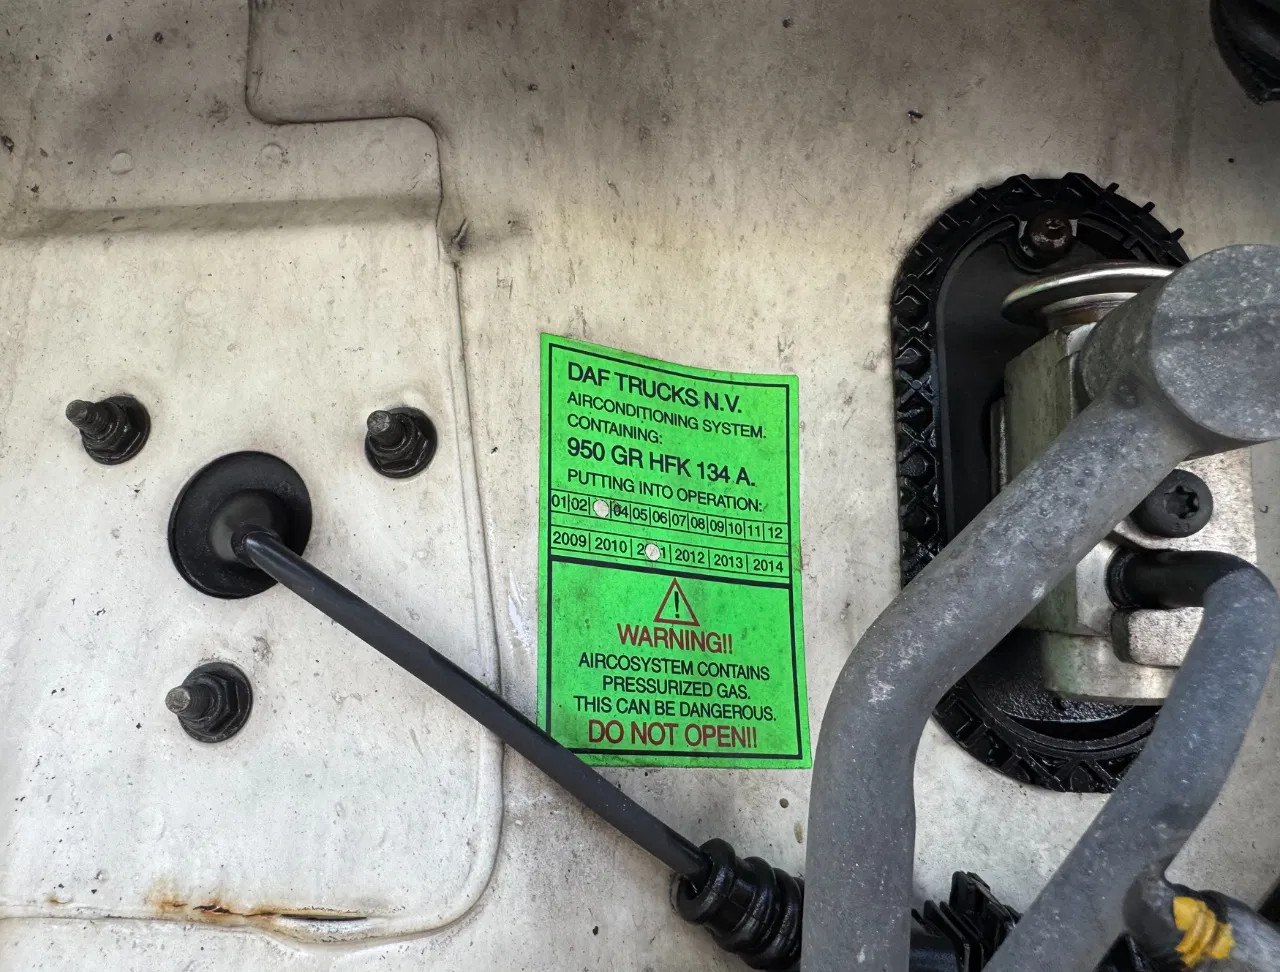 DAF TRUCKS N.V.
AIRCONDITIONING SYSTEM.
CONTAINING:
950 GR HFK 134 A.
PUTTING INTO OPERATION:
01|02| |04|05|06|07|08|09|10|11|12
2009|2010|2 1|2012|2013|2014
!
WARNING!!
AIRCOSYSTEM CONTAINS
PRESSURIZED GAS.
THIS CAN BE DANGEROUS.
DO NOT OPEN!!